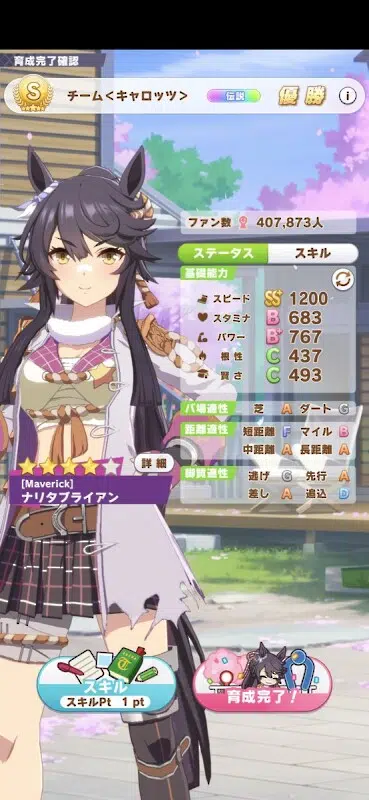 育成完了確認
S
チーム<キャロッツ>
伝説
優勝
i
ファン数 407,873人
ステータス スキル
基礎能力
スピード SS+ 1200
スタミナ B 683
パワー B+ 767
根性 C 437
賢さ C 493
バ場適性 芝 A ダート G
距離適性 短距離 F マイル B
中距離 A 長距離 A
脚質適性 逃げ G 先行 A
差し A 追込 D
詳細
[Maverick]
ナリタブライアン
スキル
スキルPt 1 pt
育成完了!